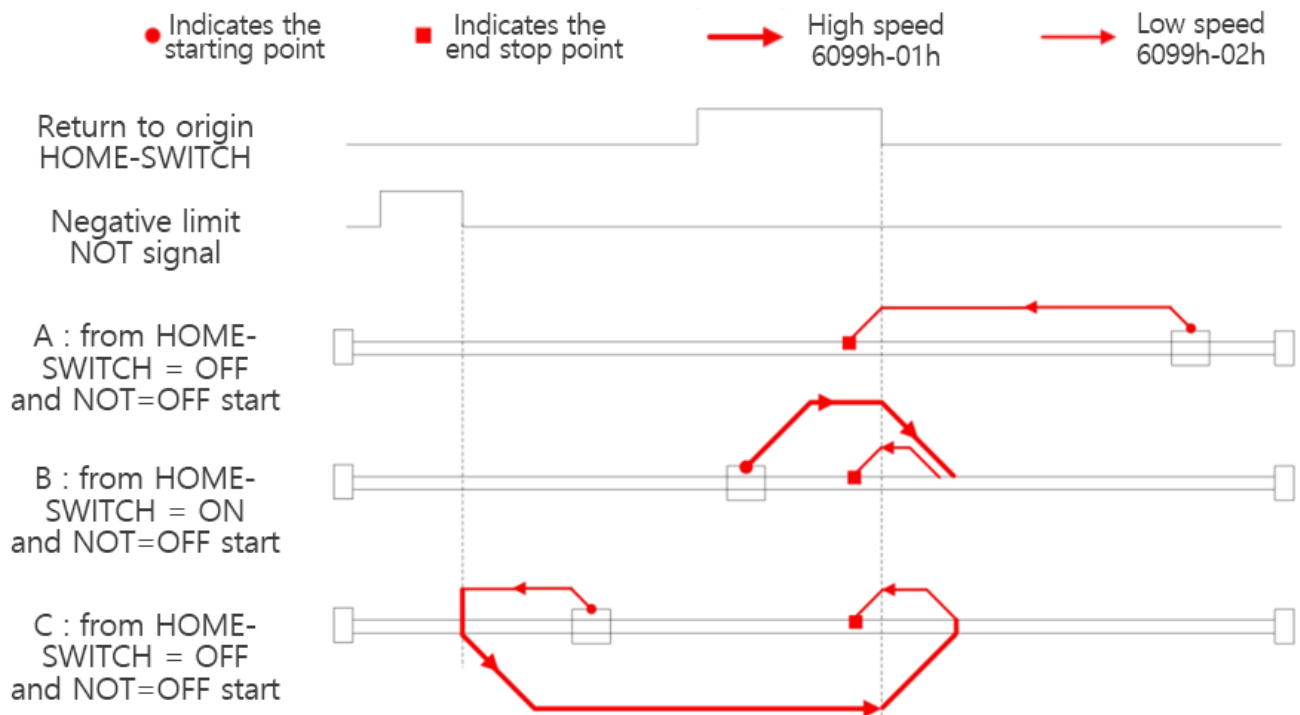 Indicates the
starting point
Indicates the
end stop point
High speed
6099h-01h
Low speed
6099h-02h
Return to origin
HOME-SWITCH
Negative limit
NOT signal
A : from HOME-
SWITCH = OFF
and NOT=OFF start
B : from HOME-
SWITCH = ON
and NOT=OFF start
C : from HOME-
SWITCH = OFF
and NOT=OFF start